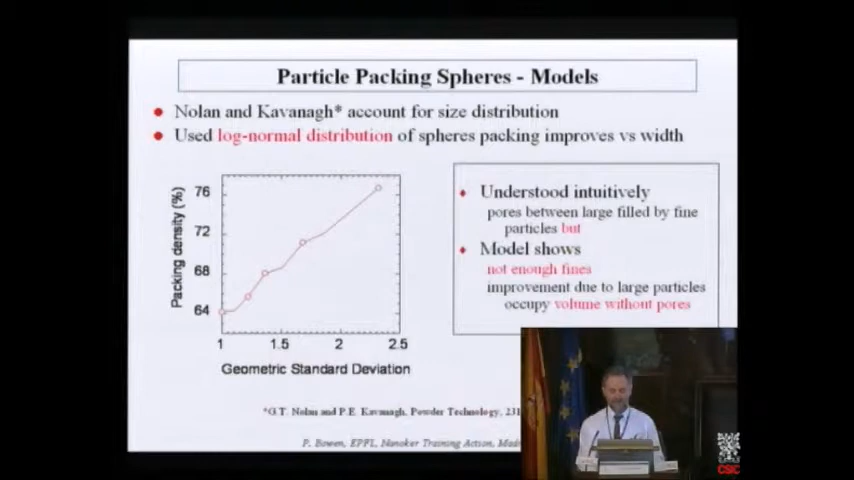 Particle Packing Spheres - Models
Nolan and Kavanagh* account for size distribution
Used log-normal distribution of spheres packing improves vs width
76
72
68
64
Packing density (%)
1 1.5 2 2.5
Geometric Standard Deviation
Understood intuitively
pores between large filled by fine
particles but
Model shows
not enough fines
improvement due to large particles
occupy volume without pores
*G.T. Nolan and P.E. Kavanagh, Powder Technology, 231
P. Bowen, EPFL, Nanoker Training Action,
CSIC